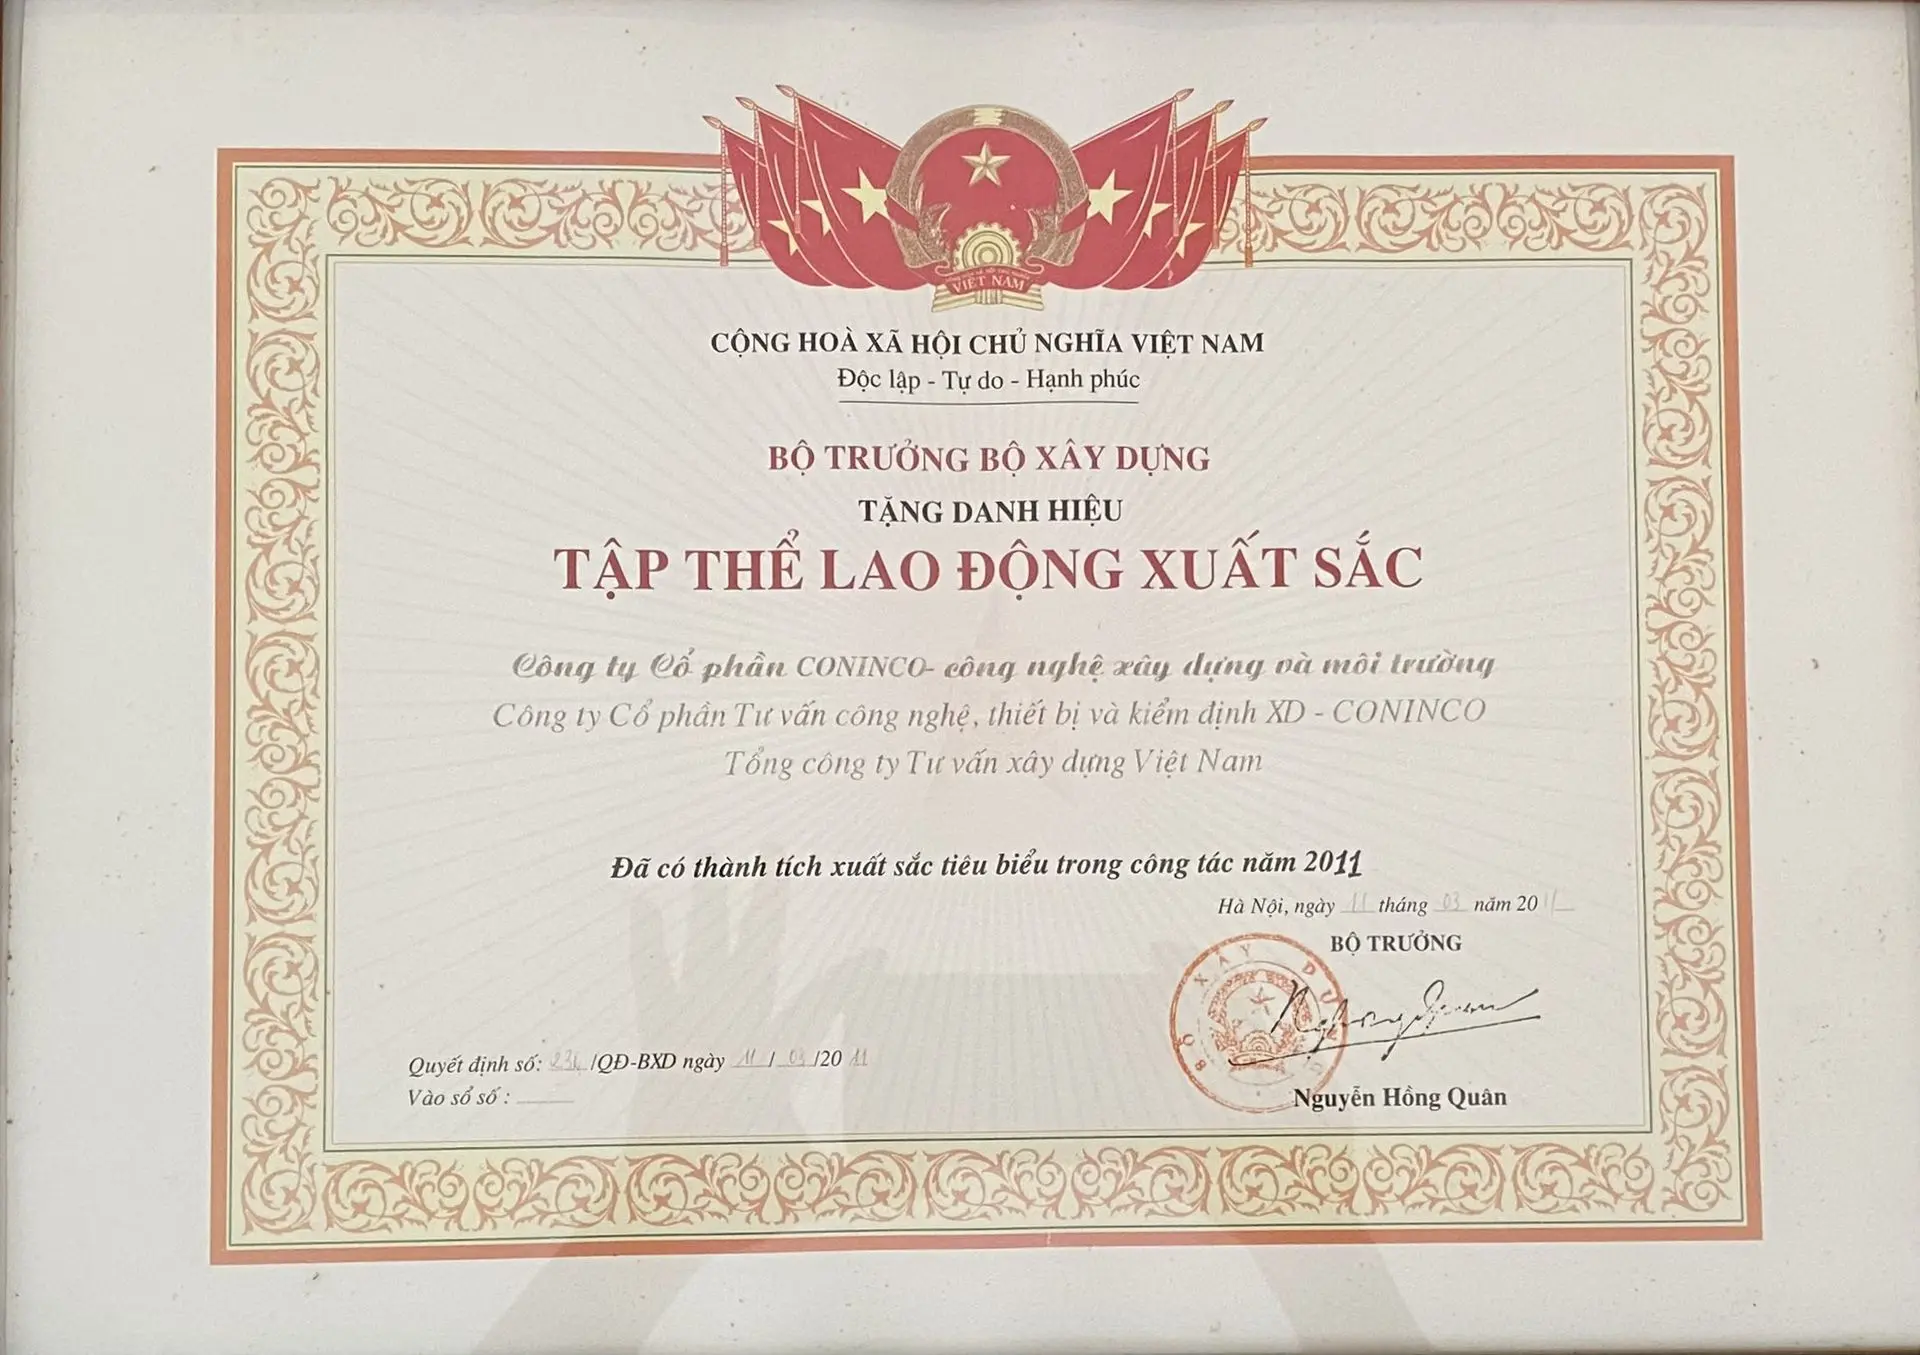 VIỆT NAM
CỘNG HOÀ XÃ HỘI CHỦ NGHĨA VIỆT NAM
Độc lập - Tự do - Hạnh phúc
BỘ TRƯỞNG BỘ XÂY DỰNG
TẶNG DANH HIỆU
TẬP THỂ LAO ĐỘNG XUẤT SẮC
Công ty Cổ phần CONINCO- công nghệ xây dựng và môi trường
Công ty Cổ phần Tư vấn công nghệ, thiết bị và kiểm định XD - CONINCO
Tổng công ty Tư vấn xây dựng Việt Nam
Đã có thành tích xuất sắc tiêu biểu trong công tác năm 2011
Hà Nội, ngày 11 tháng 03 năm 2011
BỘ TRƯỞNG
BỘ XÂY DỰNG
Quyết định số: /QĐ-BXD ngày 11 / 03 /2011
Vào sổ số :
Nguyễn Hồng Quân